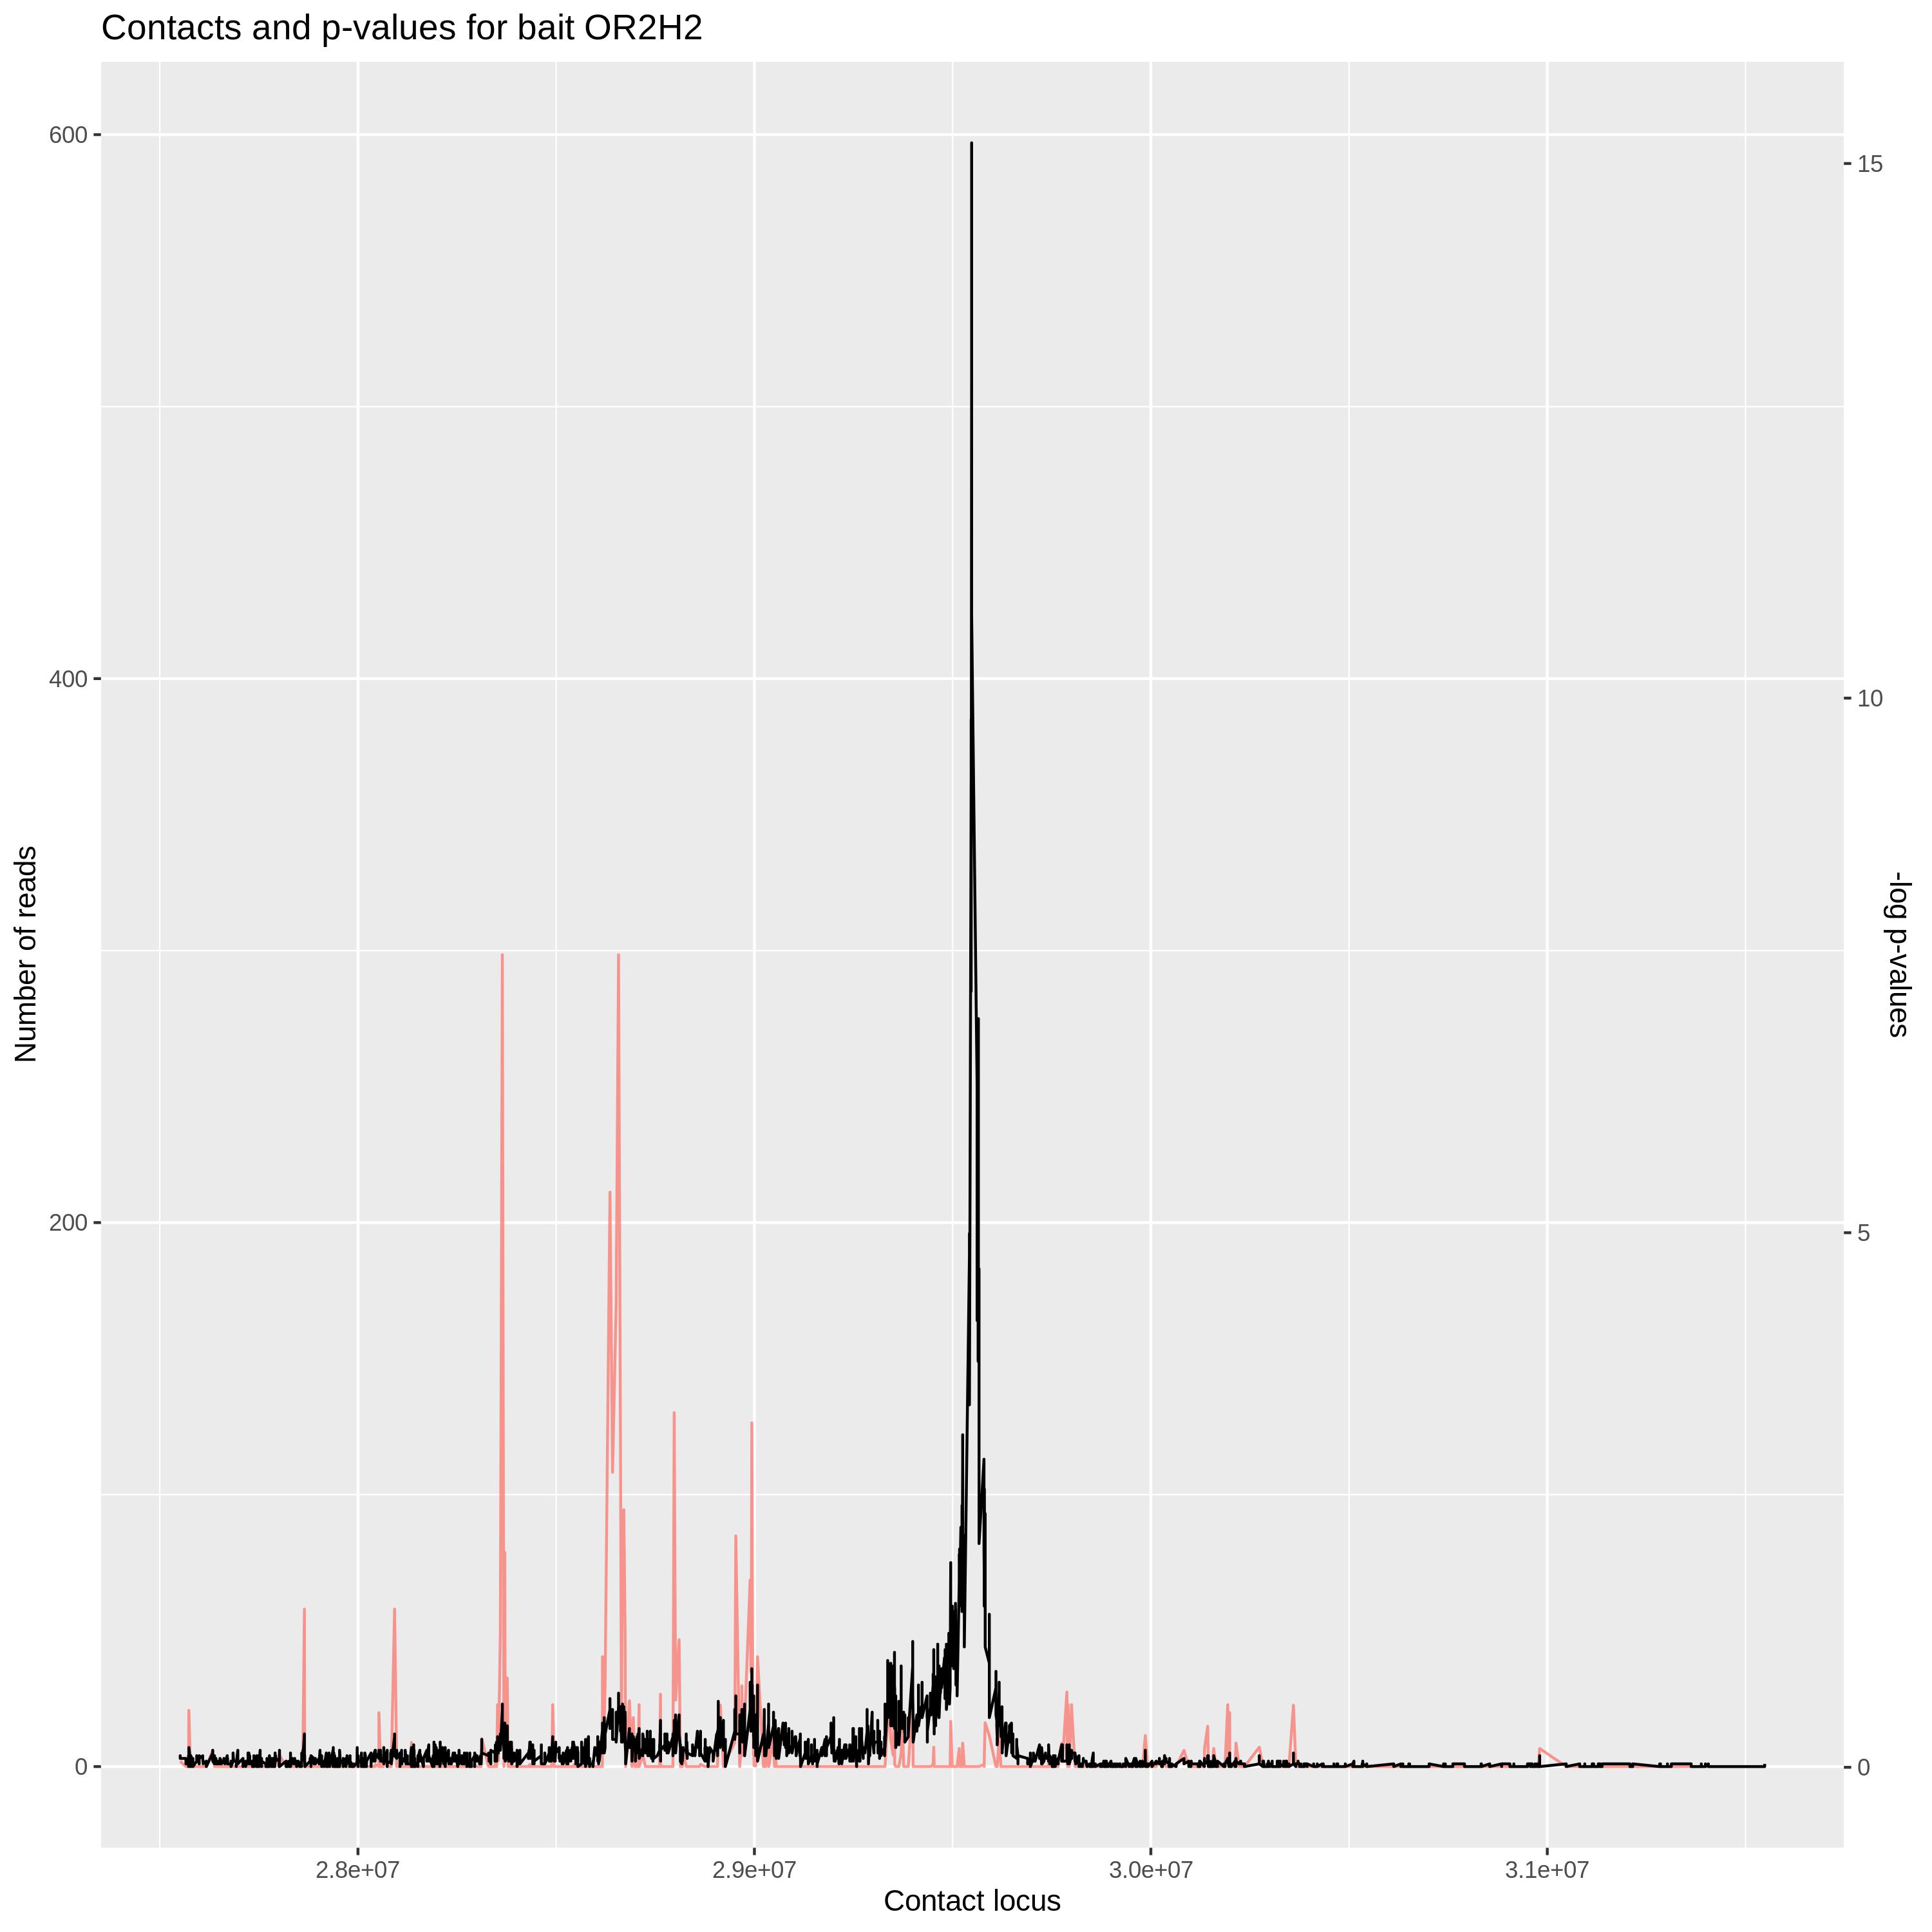 Contacts and p-values for bait OR2H2
600
400
200
0
Number of reads
15
10
5
0
-log p-values
2.8e+07
2.9e+07
3.0e+07
3.1e+07
Contact locus